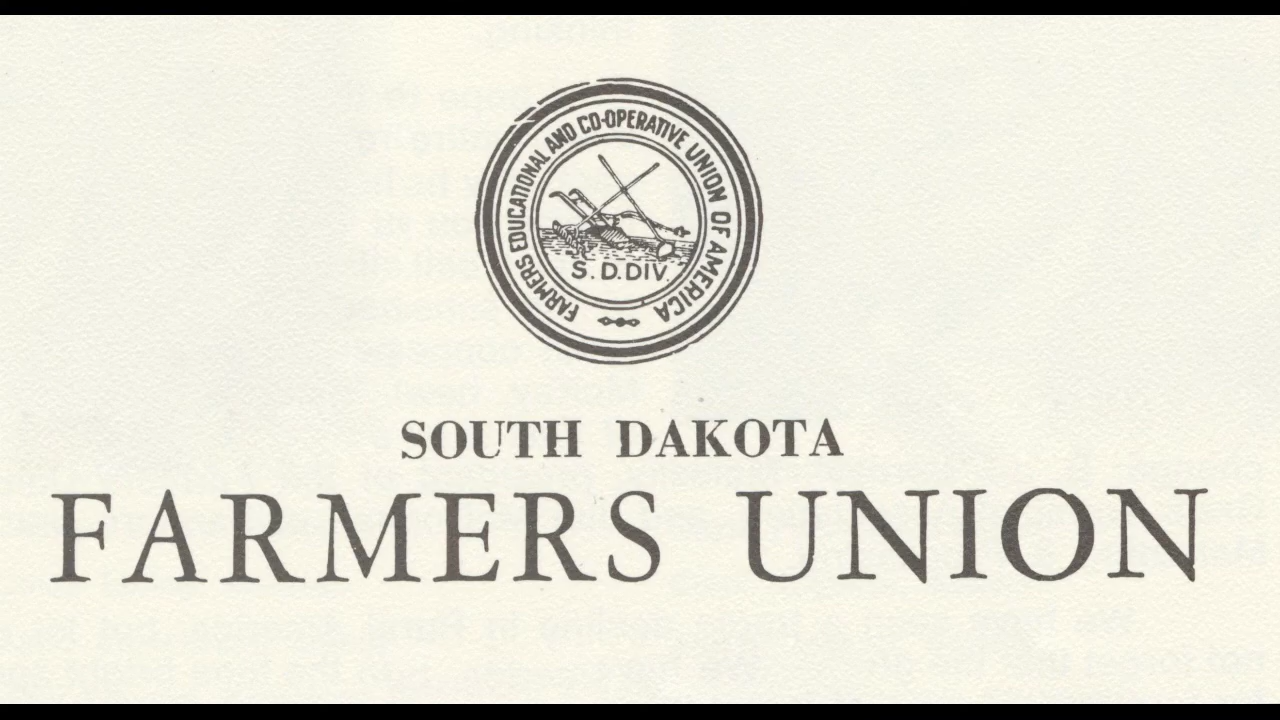 FARMERS EDUCATIONAL AND CO-OPERATIVE UNION OF AMERICA
S. D. DIV.
SOUTH DAKOTA
FARMERS UNION